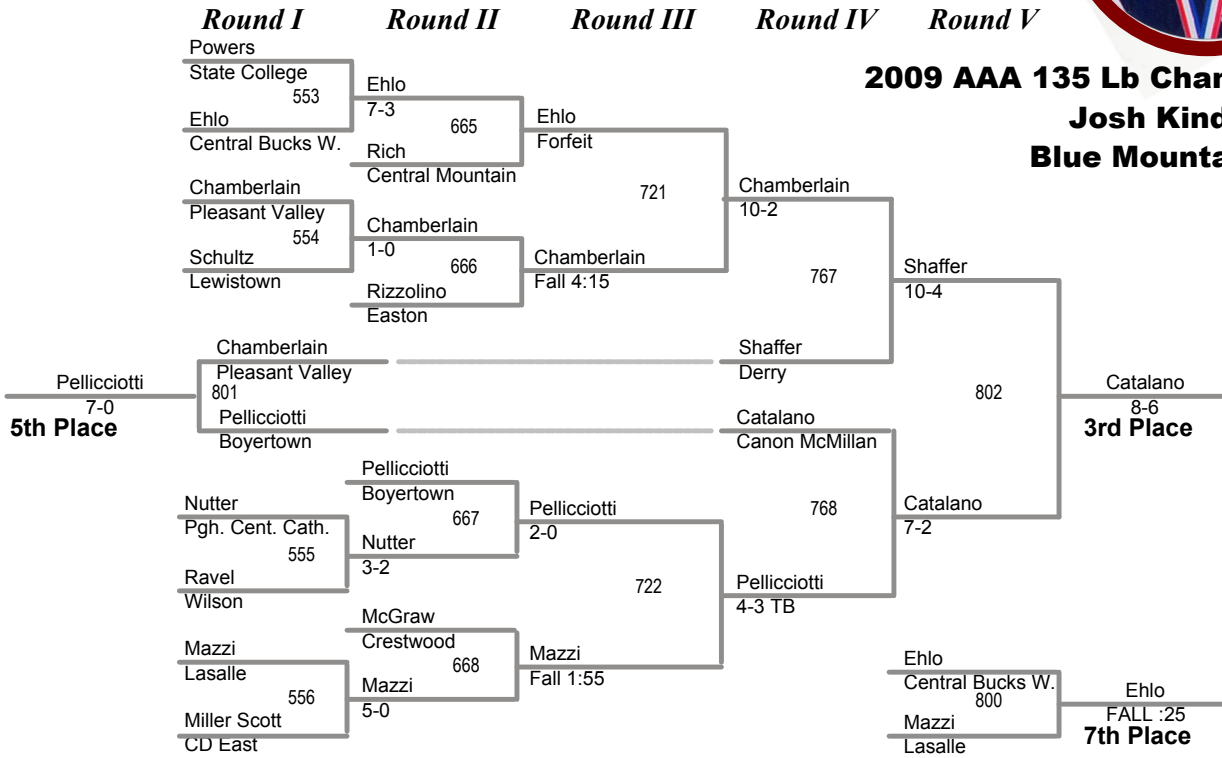 Round I Round II Round III Round IV Round V
2009 AAA 135 Lb
Josh
Blue
Powers
State College
553
Ehlo
Central Bucks W.
Chamberlain
Pleasant Valley
554
Schultz
Lewistown
Ehlo
7-3
665
Rich
Central Mountain
Chamberlain
1-0
666
Rizzolino
Easton
Ehlo
Forfeit
721
Chamberlain
Fall 4:15
Chamberlain
10-2
767
Shaffer
Derry
Shaffer
10-4
Chamberlain
Pleasant Valley
801
Pellicciotti
Boyertown
Pellicciotti
7-0
5th Place
Catalano
Canon McMillan
768
Pellicciotti
4-3 TB
Catalano
7-2
802
Catalano
8-6
3rd Place
Nutter
Pgh. Cent. Cath.
555
Ravel
Wilson
Mazzi
Lasalle
556
Miller Scott
CD East
Pellicciotti
Boyertown
667
Nutter
3-2
McGraw
Crestwood
668
Mazzi
5-0
Pellicciotti
2-0
722
Mazzi
Fall 1:55
Ehlo
Central Bucks W.
800
Mazzi
Lasalle
Ehlo
FALL :25
7th Place